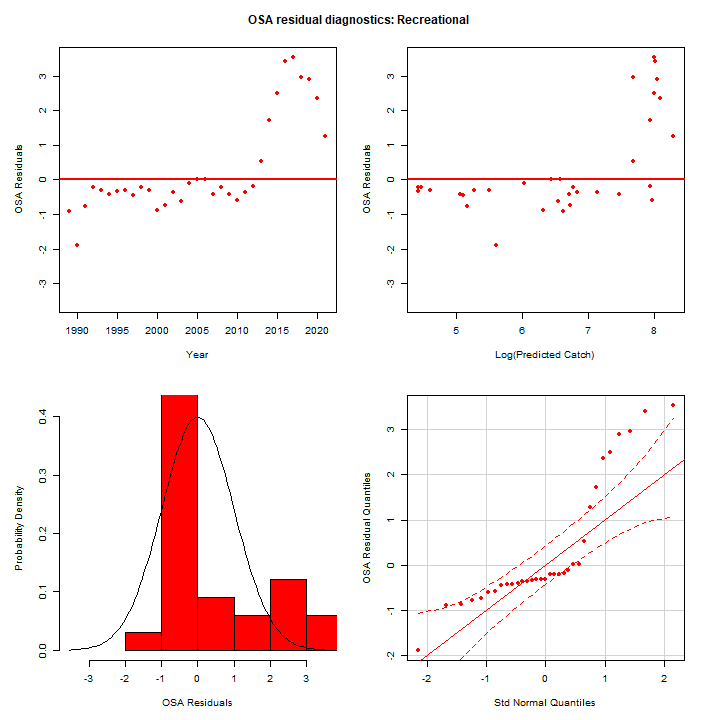 OSA residual diagnostics: Recreational
OSA Residuals
3
2
1
0
-1
-2
-3
1990 1995 2000 2005 2010 2015 2020
Year
OSA Residuals
3
2
1
0
-1
-2
-3
5 6 7 8
Log(Predicted Catch)
Probability Density
0.4
0.3
0.2
0.1
0.0
-3 -2 -1 0 1 2 3
OSA Residuals
OSA Residual Quantiles
3
2
1
0
-1
-2
-2 -1 0 1 2
Std Normal Quantiles